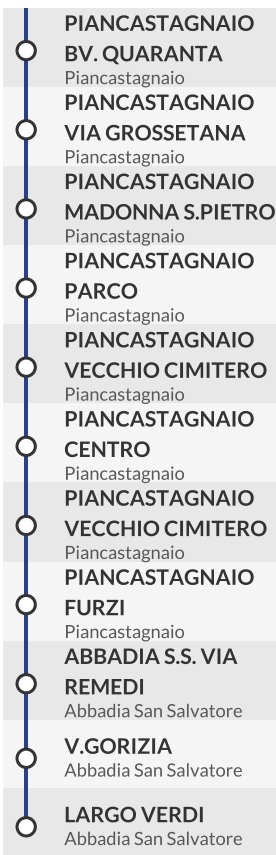 PIANCASTAGNAIO
BV. QUARANTA
Piancastagnaio
PIANCASTAGNAIO
VIA GROSSETANA
Piancastagnaio
PIANCASTAGNAIO
MADONNA S.PIETRO
Piancastagnaio
PIANCASTAGNAIO
PARCO
Piancastagnaio
PIANCASTAGNAIO
VECCHIO CIMITERO
Piancastagnaio
PIANCASTAGNAIO
CENTRO
Piancastagnaio
PIANCASTAGNAIO
VECCHIO CIMITERO
Piancastagnaio
PIANCASTAGNAIO
FURZI
Piancastagnaio
ABBADIA S.S. VIA
REMEDI
Abbadia San Salvatore
V.GORIZIA
Abbadia San Salvatore
LARGO VERDI
Abbadia San Salvatore